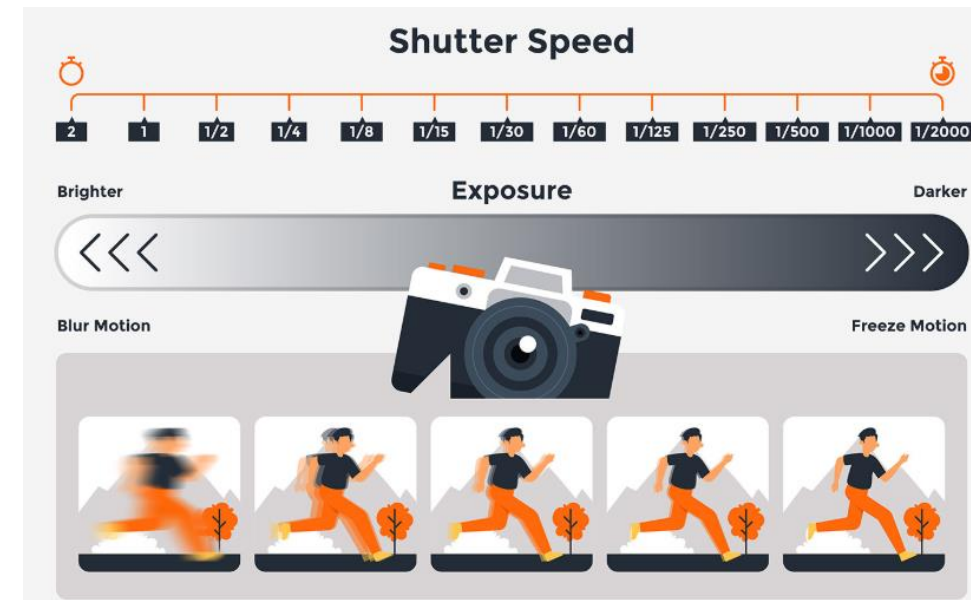 Shutter Speed
2 1 1/2 1/4 1/8 1/15 1/30 1/60 1/125 1/250 1/500 1/1000 1/2000
Brighter Exposure Darker
Blur Motion Freeze Motion